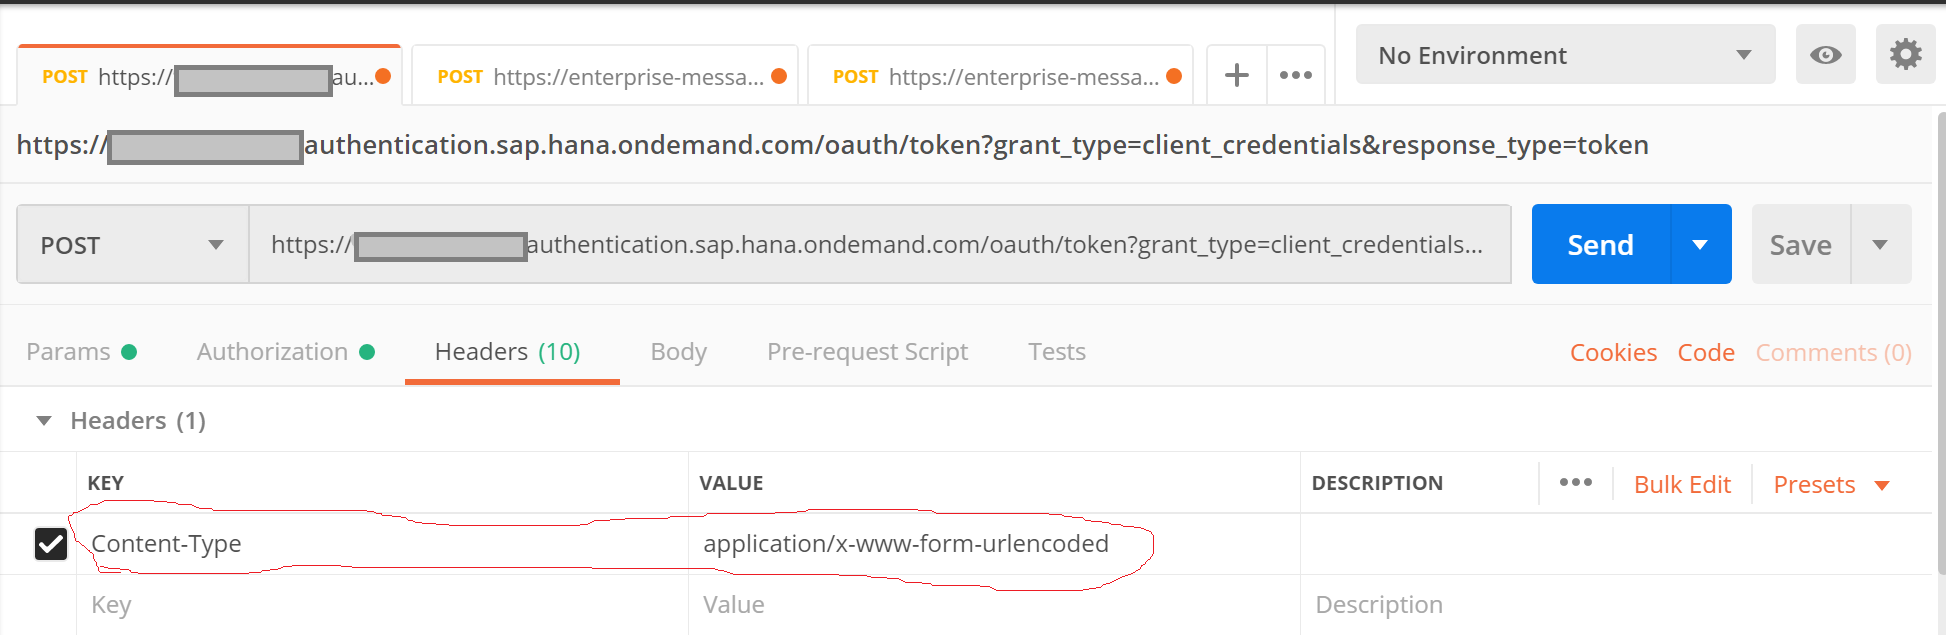 POST https:// au... POST https://enterprise-messa... POST https://enterprise-messa... + ••• No Environment
https:// authentication.sap.hana.ondemand.com/oauth/token?grant_type=client_credentials&response_type=token
POST https:// authentication.sap.hana.ondemand.com/oauth/token?grant_type=client_credentials... Send Save
Params Authorization Headers (10) Body Pre-request Script Tests Cookies Code Comments (0)
Headers (1)
KEY VALUE DESCRIPTION ••• Bulk Edit Presets
Content-Type application/x-www-form-urlencoded
Key Value Description